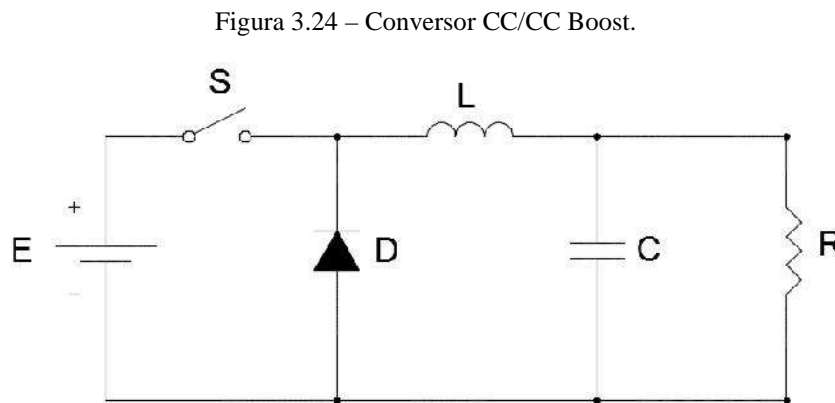 Figura 3.24 – Conversor CC/CC Boost.
S
L
+
E
D
C
R
−